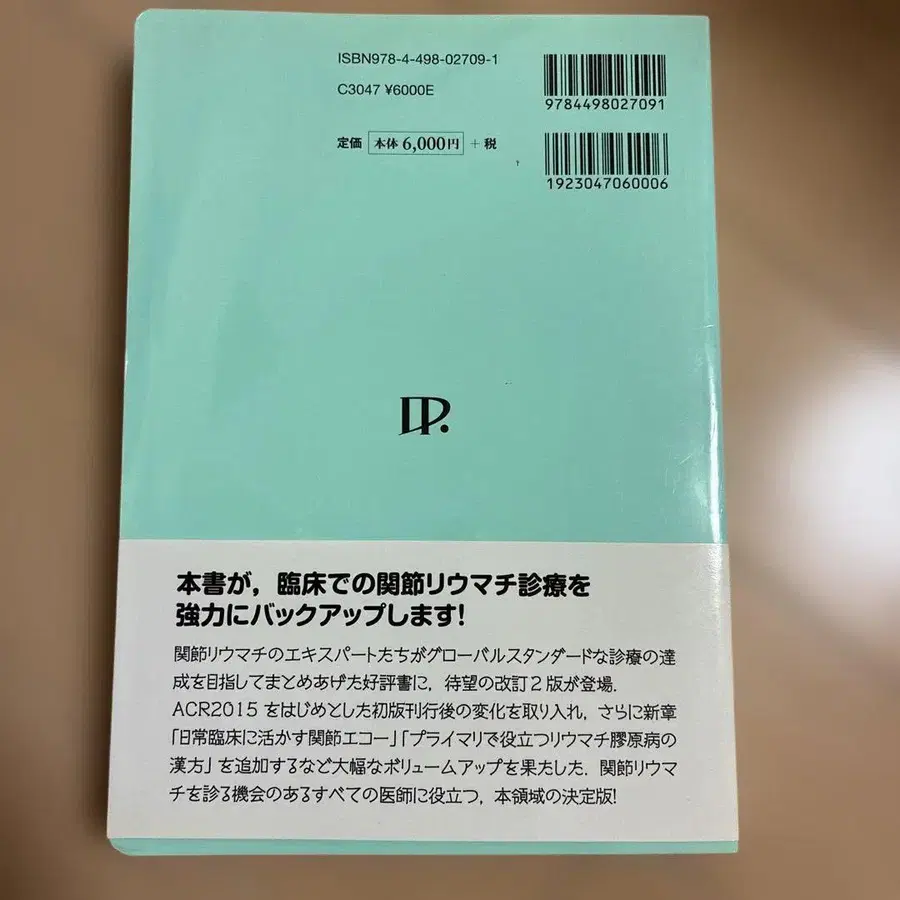 ISBN978-4-498-02709-1
C3047 ¥6000E
定価 本体 6,000円 + 税
9784498027091
1923047060006
本書が，臨床での関節リウマチ診療を
強力にバックアップします!
関節リウマチのエキスパートたちがグローバルスタンダードな診療の達
成を目指してまとめあげた好評書に，待望の改訂2版が登場．
ACR2015をはじめとした初版刊行後の変化を取り入れ，さらに新章
「日常臨床に活かす関節エコー」「プライマリで役立つリウマチ膠原病の
漢方」を追加するなど大幅なボリュームアップを果たした．関節リウマ
チを診る機会のあるすべての医師に役立つ，本領域の決定版!